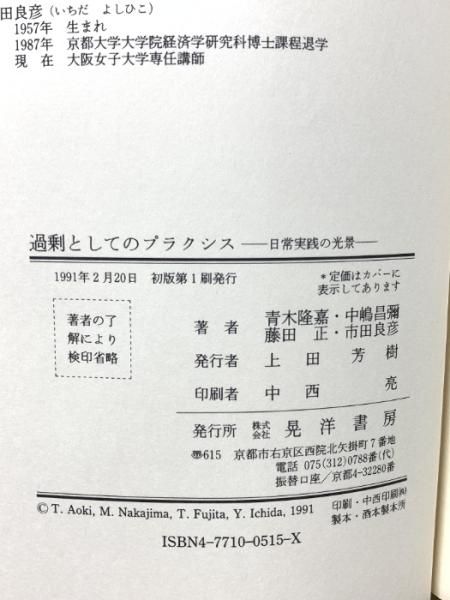 田良彦（いちだ　よしひこ）
1957年　生まれ
1987年　京都大学大学院経済学研究科博士課程退学
現　在　大阪女子大学専任講師
過剰としてのプラクシス――日常実践の光景――
1991年2月20日　初版第1刷発行
＊定価はカバーに
表示してあります
著者の了
解により
検印省略
著　者　青木隆嘉・中嶋昌彌
藤田　正・市田良彦
発行者　上　田　芳　樹
印刷者　中　西　　亮
発行所　株式会社　晃　洋　書　房
〠615　京都市右京区西院北矢掛町7番地
電話　075(312)0788番(代)
振替口座／京都4-32280番
© T. Aoki, M. Nakajima, T. Fujita, Y. Ichida, 1991
印刷・中西印刷㈱
製本・酒本製本所
ISBN4-7710-0515-X